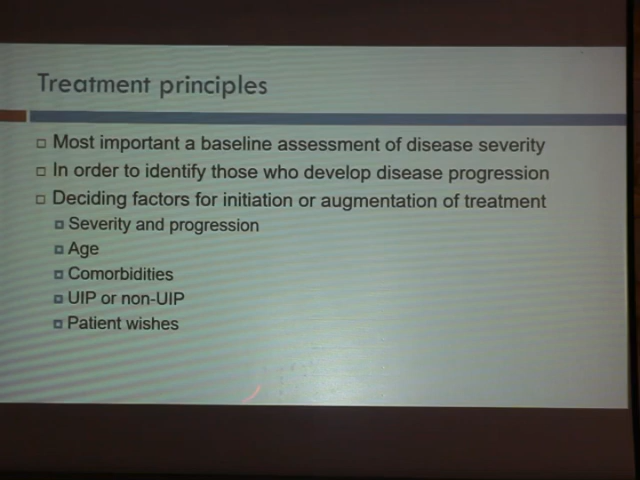 Treatment principles
Most important a baseline assessment of disease severity
In order to identify those who develop disease progression
Deciding factors for initiation or augmentation of treatment
Severity and progression
Age
Comorbidities
UIP or non-UIP
Patient wishes